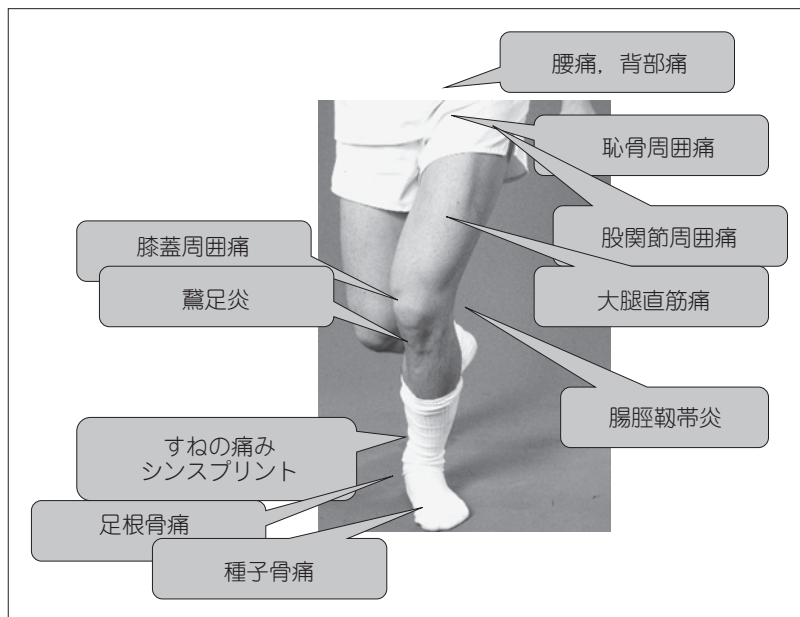 腰痛，背部痛
恥骨周囲痛
股関節周囲痛
膝蓋周囲痛
鵞足炎
大腿直筋痛
腸脛靱帯炎
すねの痛み
シンスプリント
足根骨痛
種子骨痛